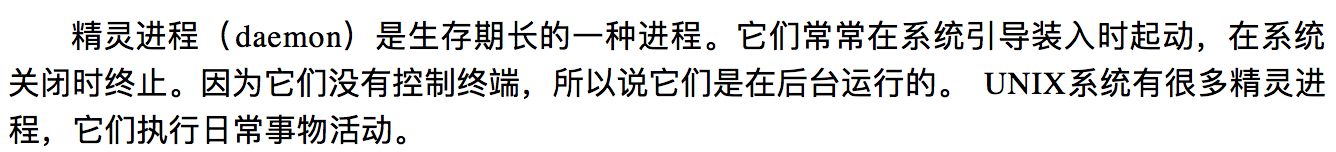 精灵进程（daemon）是生存期长的一种进程。它们常常在系统引导装入时起动，在系统
关闭时终止。因为它们没有控制终端，所以说它们是在后台运行的。 UNIX系统有很多精灵进
程，它们执行日常事物活动。